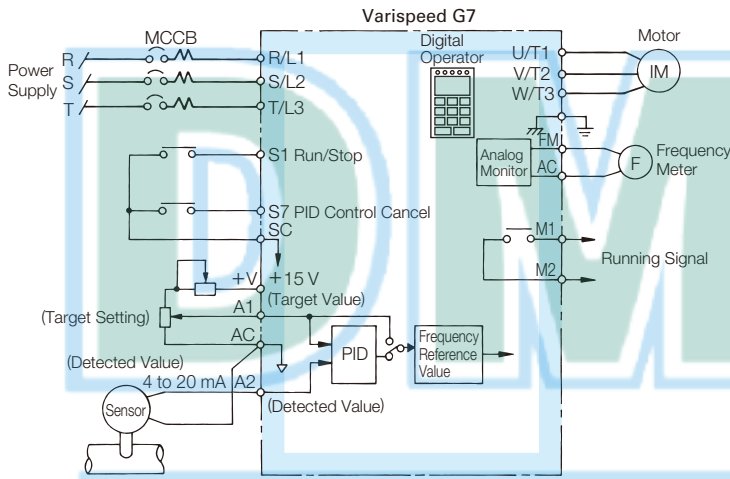 Varispeed G7
MCCB
Power
Supply
R
S
T
R/L1
S/L2
T/L3
Digital
Operator
U/T1
V/T2
W/T3
Motor
IM
S1 Run/Stop
S7 PID Control Cancel
SC
Analog
Monitor
FM
AC
F
Frequency
Meter
M1
M2
Running Signal
+V
+15 V
(Target Value)
A1
(Target Setting)
AC
(Detected Value)
4 to 20 mA A2
(Detected Value)
Sensor
PID
Frequency
Reference
Value
DM